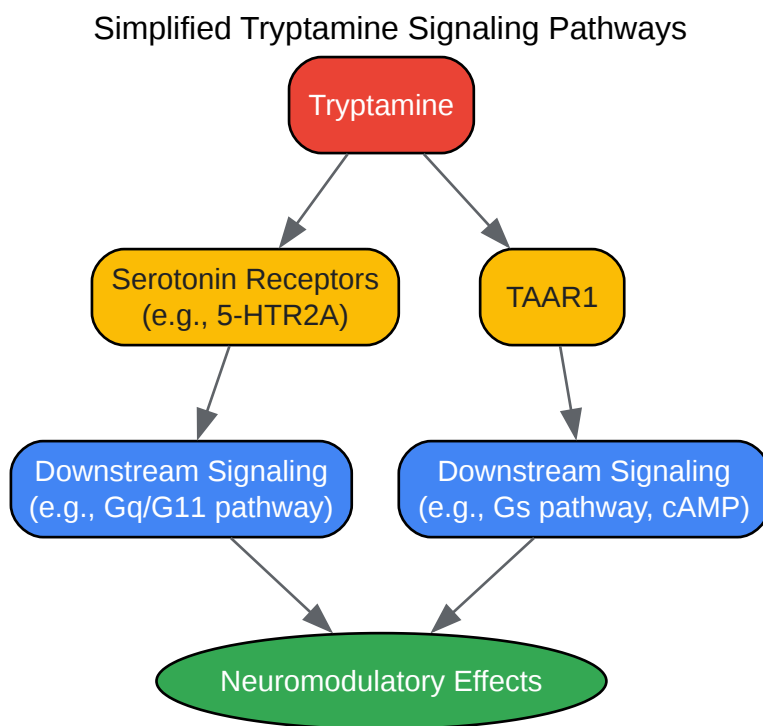 Simplified Tryptamine Signaling Pathways
Tryptamine
Serotonin Receptors
(e.g., 5-HTR2A)
TAAR1
Downstream Signaling
(e.g., Gq/G11 pathway)
Downstream Signaling
(e.g., Gs pathway, cAMP)
Neuromodulatory Effects